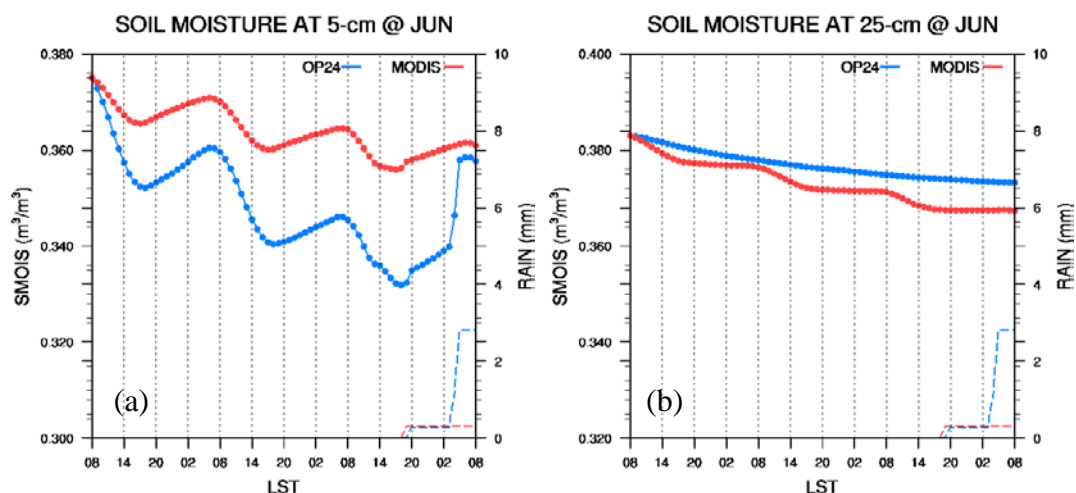 SOIL MOISTURE AT 5-cm @ JUN
OP24 MODIS
0.380
0.360
0.340
0.320
0.300
SMOIS (m³/m³)
10
8
6
4
2
0
RAIN (mm)
(a)
08 14 20 02 08 14 20 02 08 14 20 02 08
LST
SOIL MOISTURE AT 25-cm @ JUN
OP24 MODIS
0.400
0.380
0.360
0.340
0.320
SMOIS (m³/m³)
10
8
6
4
2
0
RAIN (mm)
(b)
08 14 20 02 08 14 20 02 08 14 20 02 08
LST